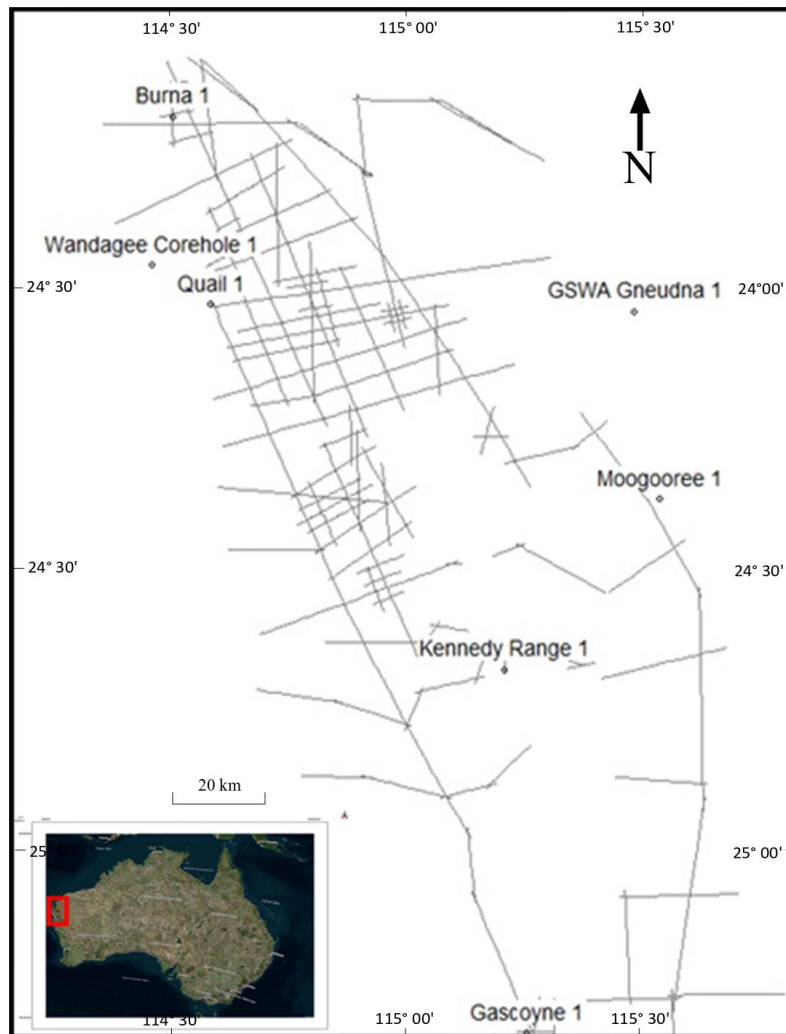 114° 30'
115° 00'
115° 30'
Burna 1
N
Wandagee Corehole 1
Quail 1
24° 30'
GSWA Gneudna 1
24° 00'
Moogooree 1
24° 30'
24° 30'
Kennedy Range 1
20 km
25° 00'
25° 00'
Gascoyne 1
114° 30'
115° 00'
115° 30'